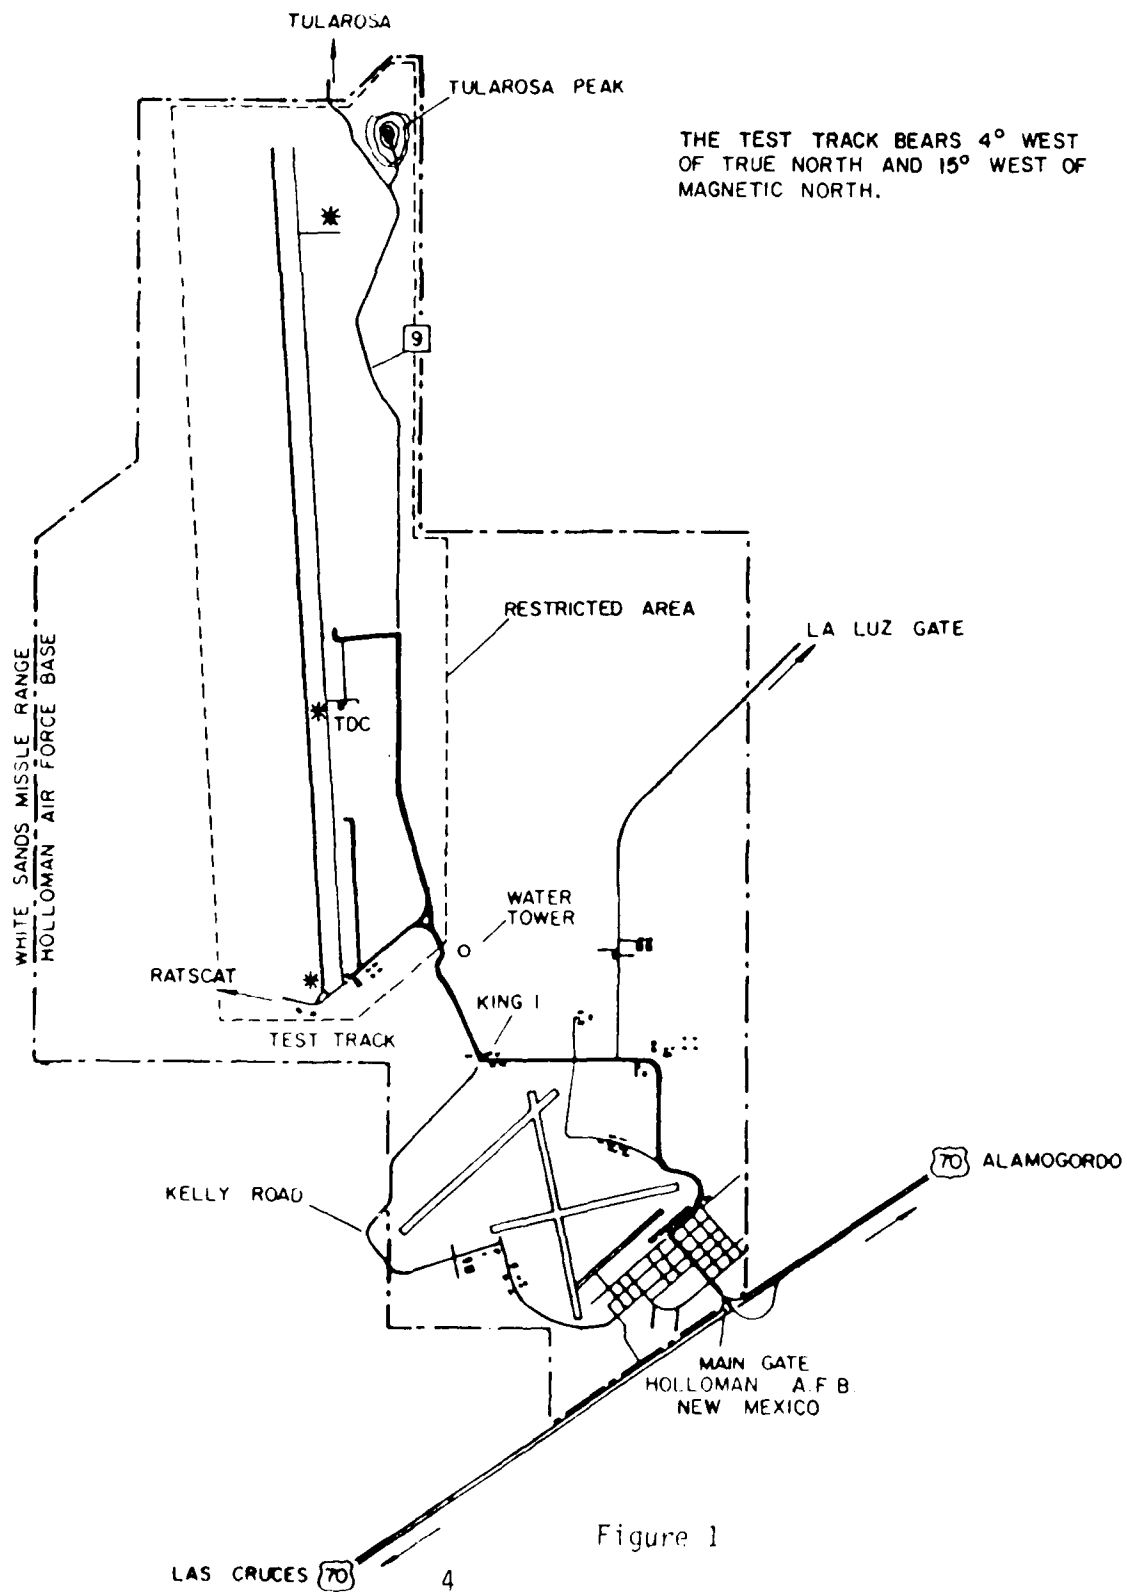 TULAROSA
TULAROSA PEAK
THE TEST TRACK BEARS 4° WEST
OF TRUE NORTH AND 15° WEST OF
MAGNETIC NORTH.
9
RESTRICTED AREA
LA LUZ GATE
WHITE SANDS MISSLE RANGE
HOLLOMAN AIR FORCE BASE
TDC
WATER
TOWER
RATSCAT
KING 1
TEST TRACK
70 ALAMOGORDO
KELLY ROAD
MAIN GATE
HOLLOMAN A.F.B.
NEW MEXICO
Figure 1
LAS CRUCES 70
4